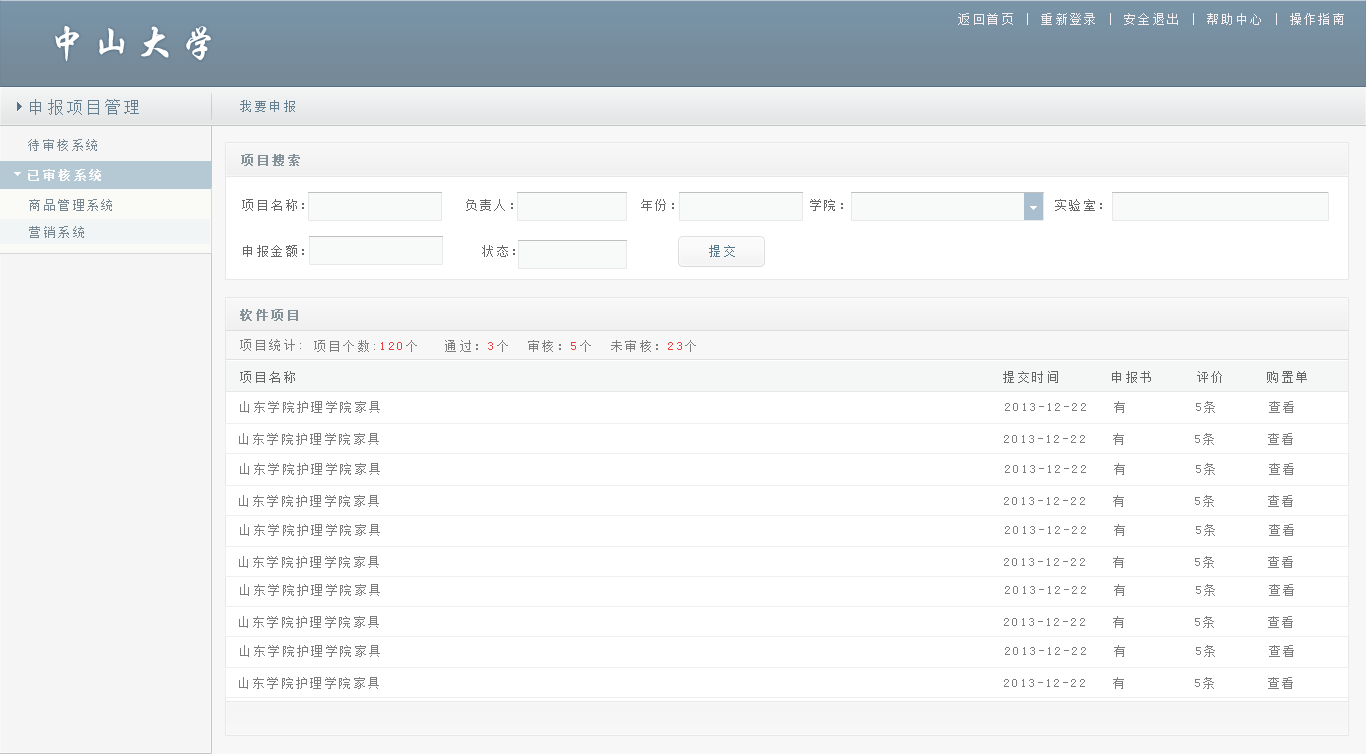 返回首页 | 重新登录 | 安全退出 | 帮助中心 | 操作指南
中山大学
申报项目管理 我要申报
待审核系统
已审核系统
商品管理系统
营销系统
项目搜索
项目名称: 负责人: 年份: 学院: 实验室:
申报金额: 状态: 提交
软件项目
项目统计: 项目个数:120个 通过: 3个 审核: 5个 未审核: 23个
项目名称 提交时间 申报书 评价 购置单
山东学院护理学院家具 2013-12-22 有 5条 查看
山东学院护理学院家具 2013-12-22 有 5条 查看
山东学院护理学院家具 2013-12-22 有 5条 查看
山东学院护理学院家具 2013-12-22 有 5条 查看
山东学院护理学院家具 2013-12-22 有 5条 查看
山东学院护理学院家具 2013-12-22 有 5条 查看
山东学院护理学院家具 2013-12-22 有 5条 查看
山东学院护理学院家具 2013-12-22 有 5条 查看
山东学院护理学院家具 2013-12-22 有 5条 查看
山东学院护理学院家具 2013-12-22 有 5条 查看